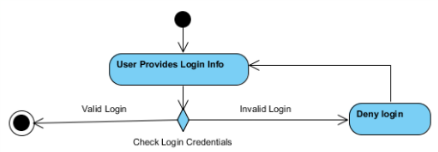 User Provides Login Info
Valid Login
Invalid Login
Deny login
Check Login Credentials